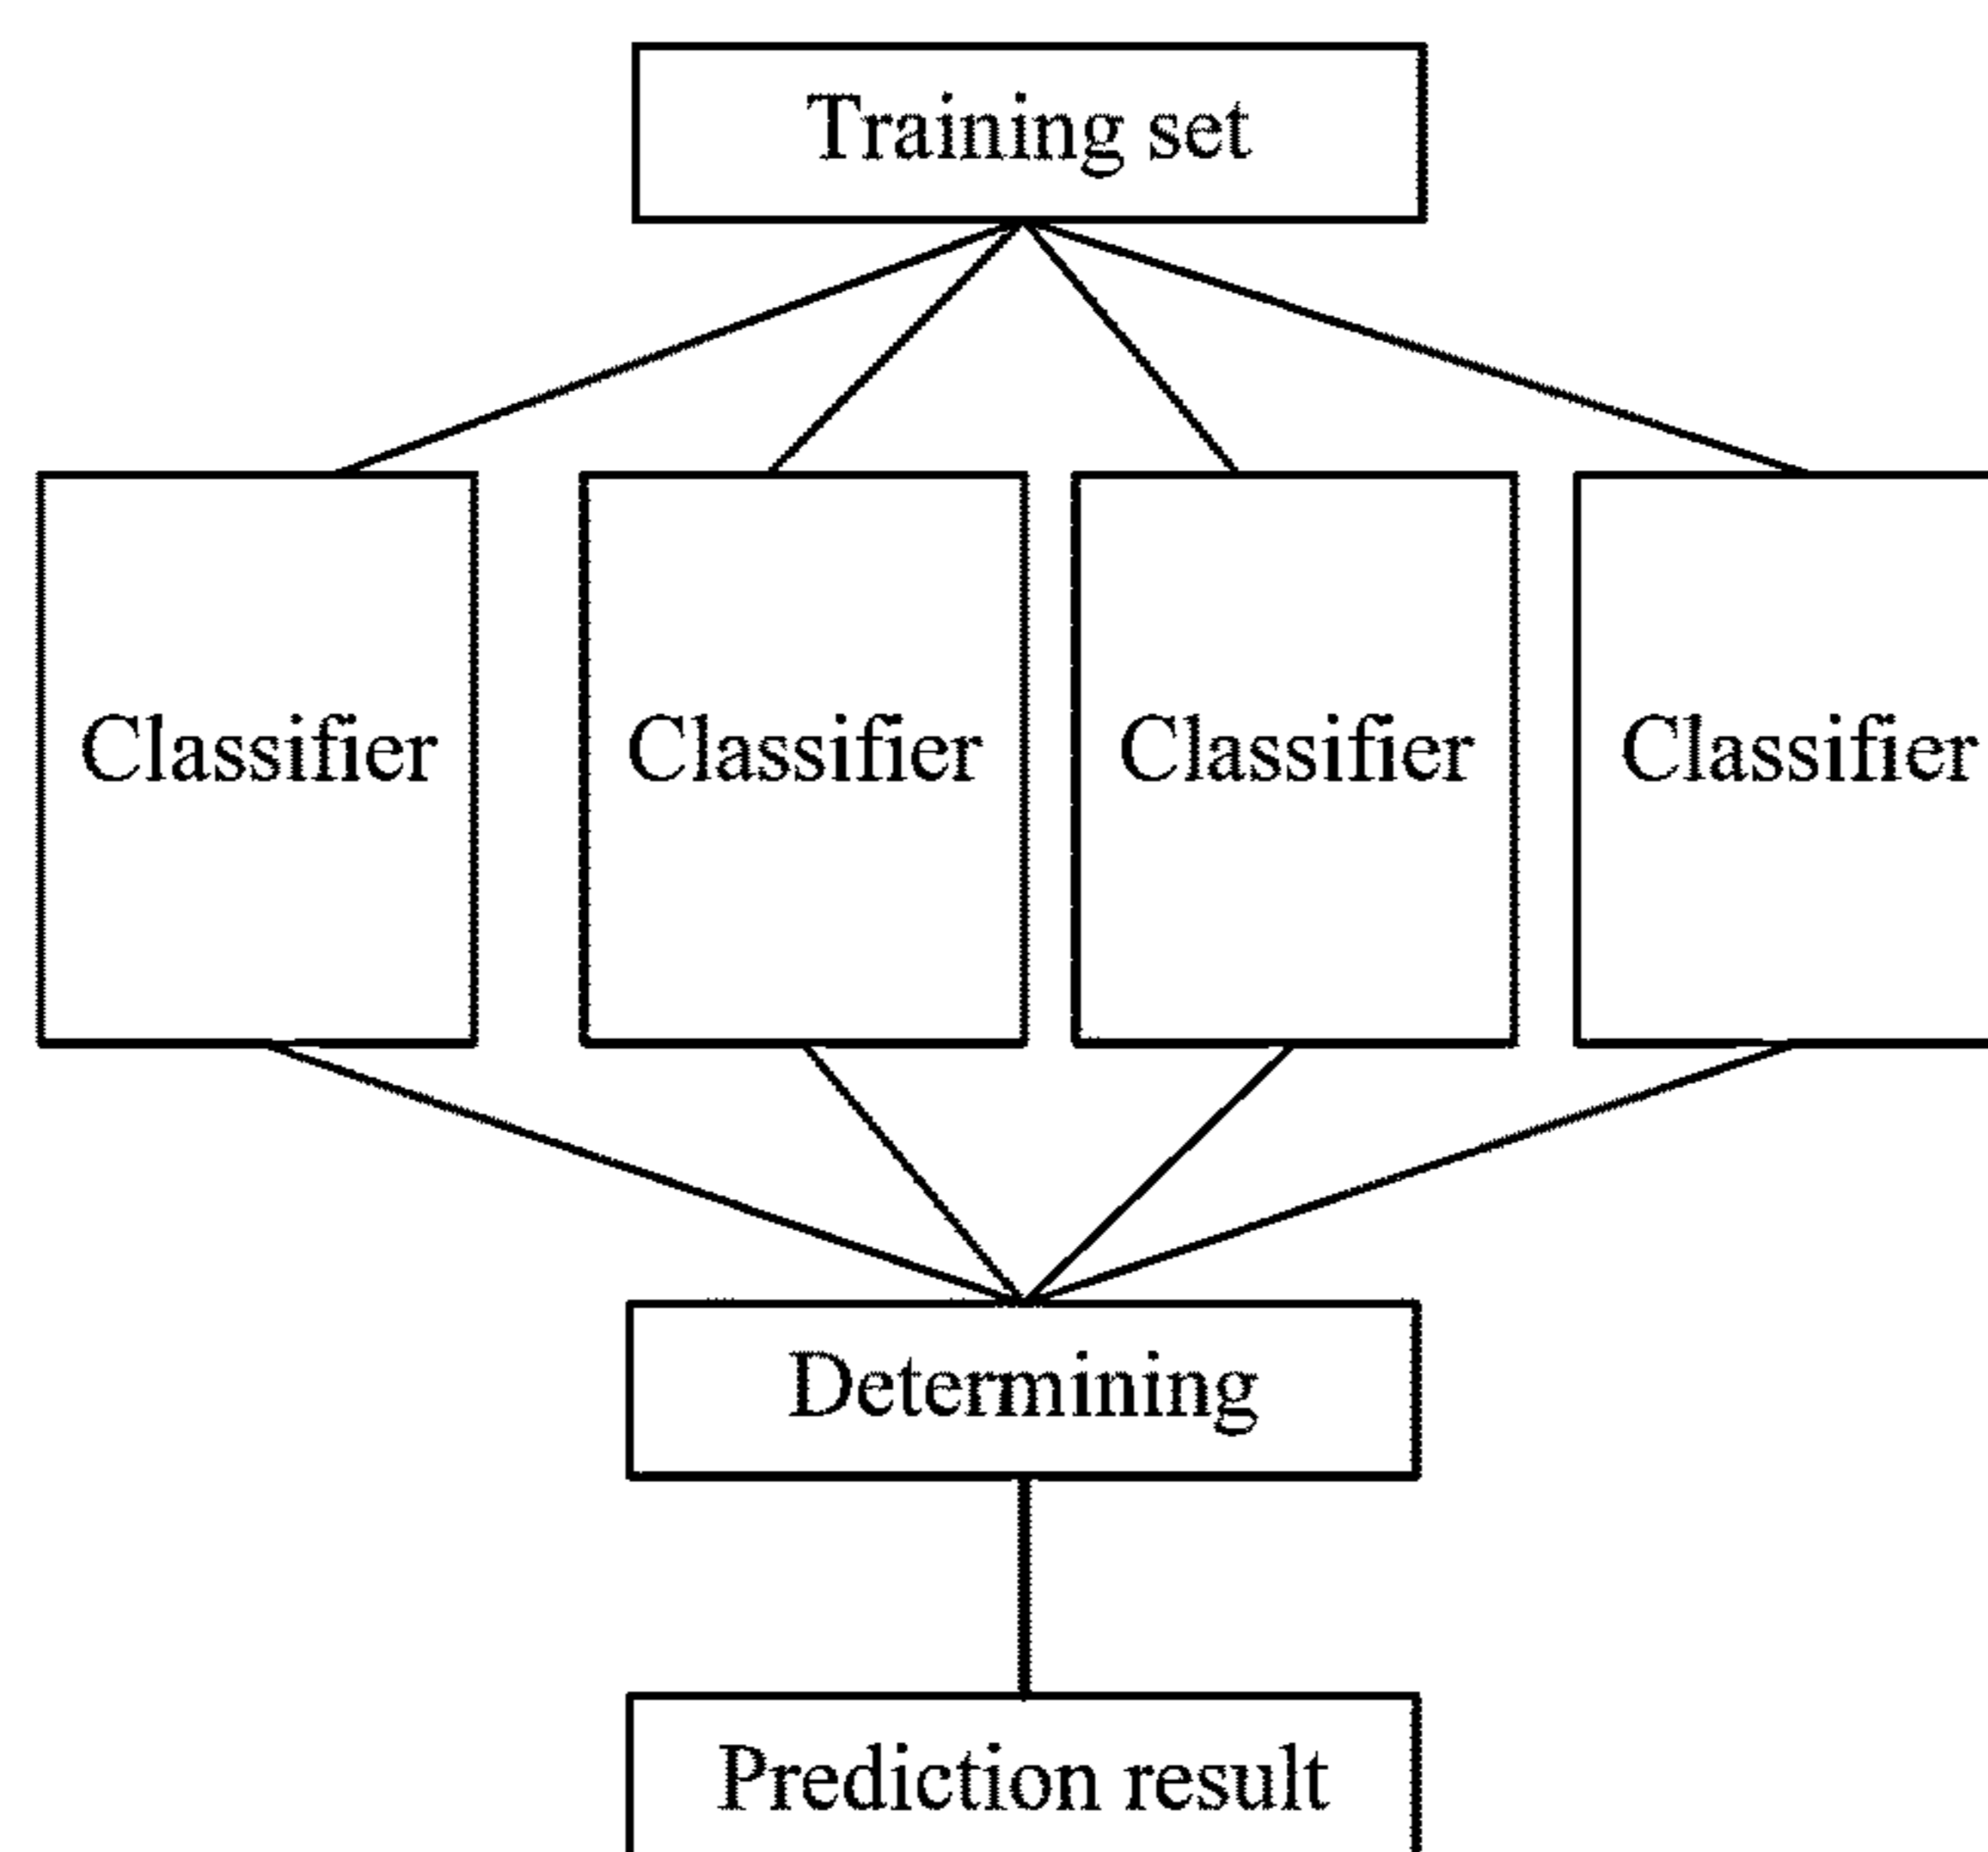 Training set
Classifier Classifier Classifier Classifier
Determining
Prediction result